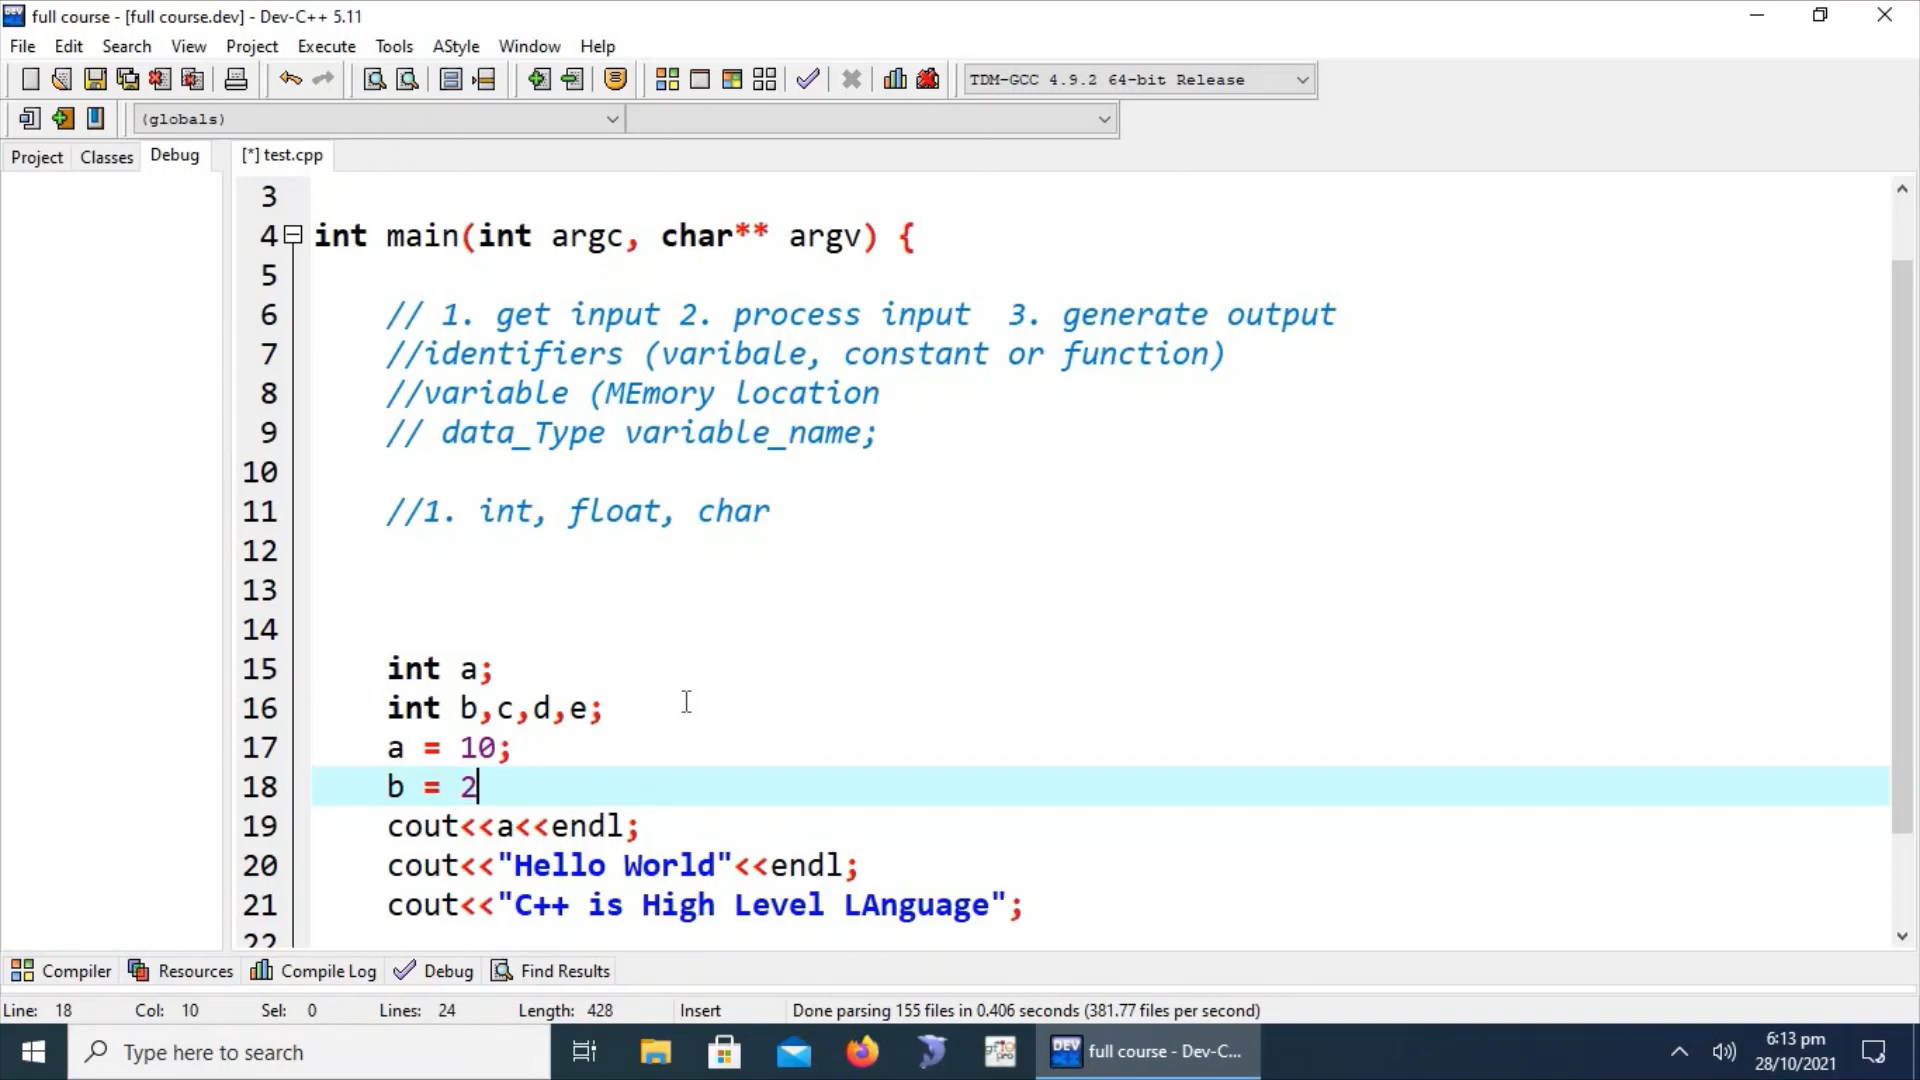 full course - [full course.dev] - Dev-C++ 5.11
File Edit Search View Project Execute Tools AStyle Window Help
TDM-GCC 4.9.2 64-bit Release
(globals)
Project Classes Debug [*] test.cpp
3
4 int main(int argc, char** argv) {
5
6 // 1. get input 2. process input  3. generate output
7 //identifiers (varibale, constant or function)
8 //variable (MEmory location
9 // data_Type variable_name;
10
11 //1. int, float, char
12
13
14
15 int a;
16 int b,c,d,e;
17 a = 10;
18 b = 2
19 cout<<a<<endl;
20 cout<<"Hello World"<<endl;
21 cout<<"C++ is High Level LAnguage";
22
Compiler Resources Compile Log Debug Find Results
Line: 18 Col: 10 Sel: 0 Lines: 24 Length: 428 Insert Done parsing 155 files in 0.406 seconds (381.77 files per second)
Type here to search
DEV full course - Dev-C...
6:13 pm
28/10/2021